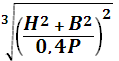 ∛((H² + B²)/(0,4P))²